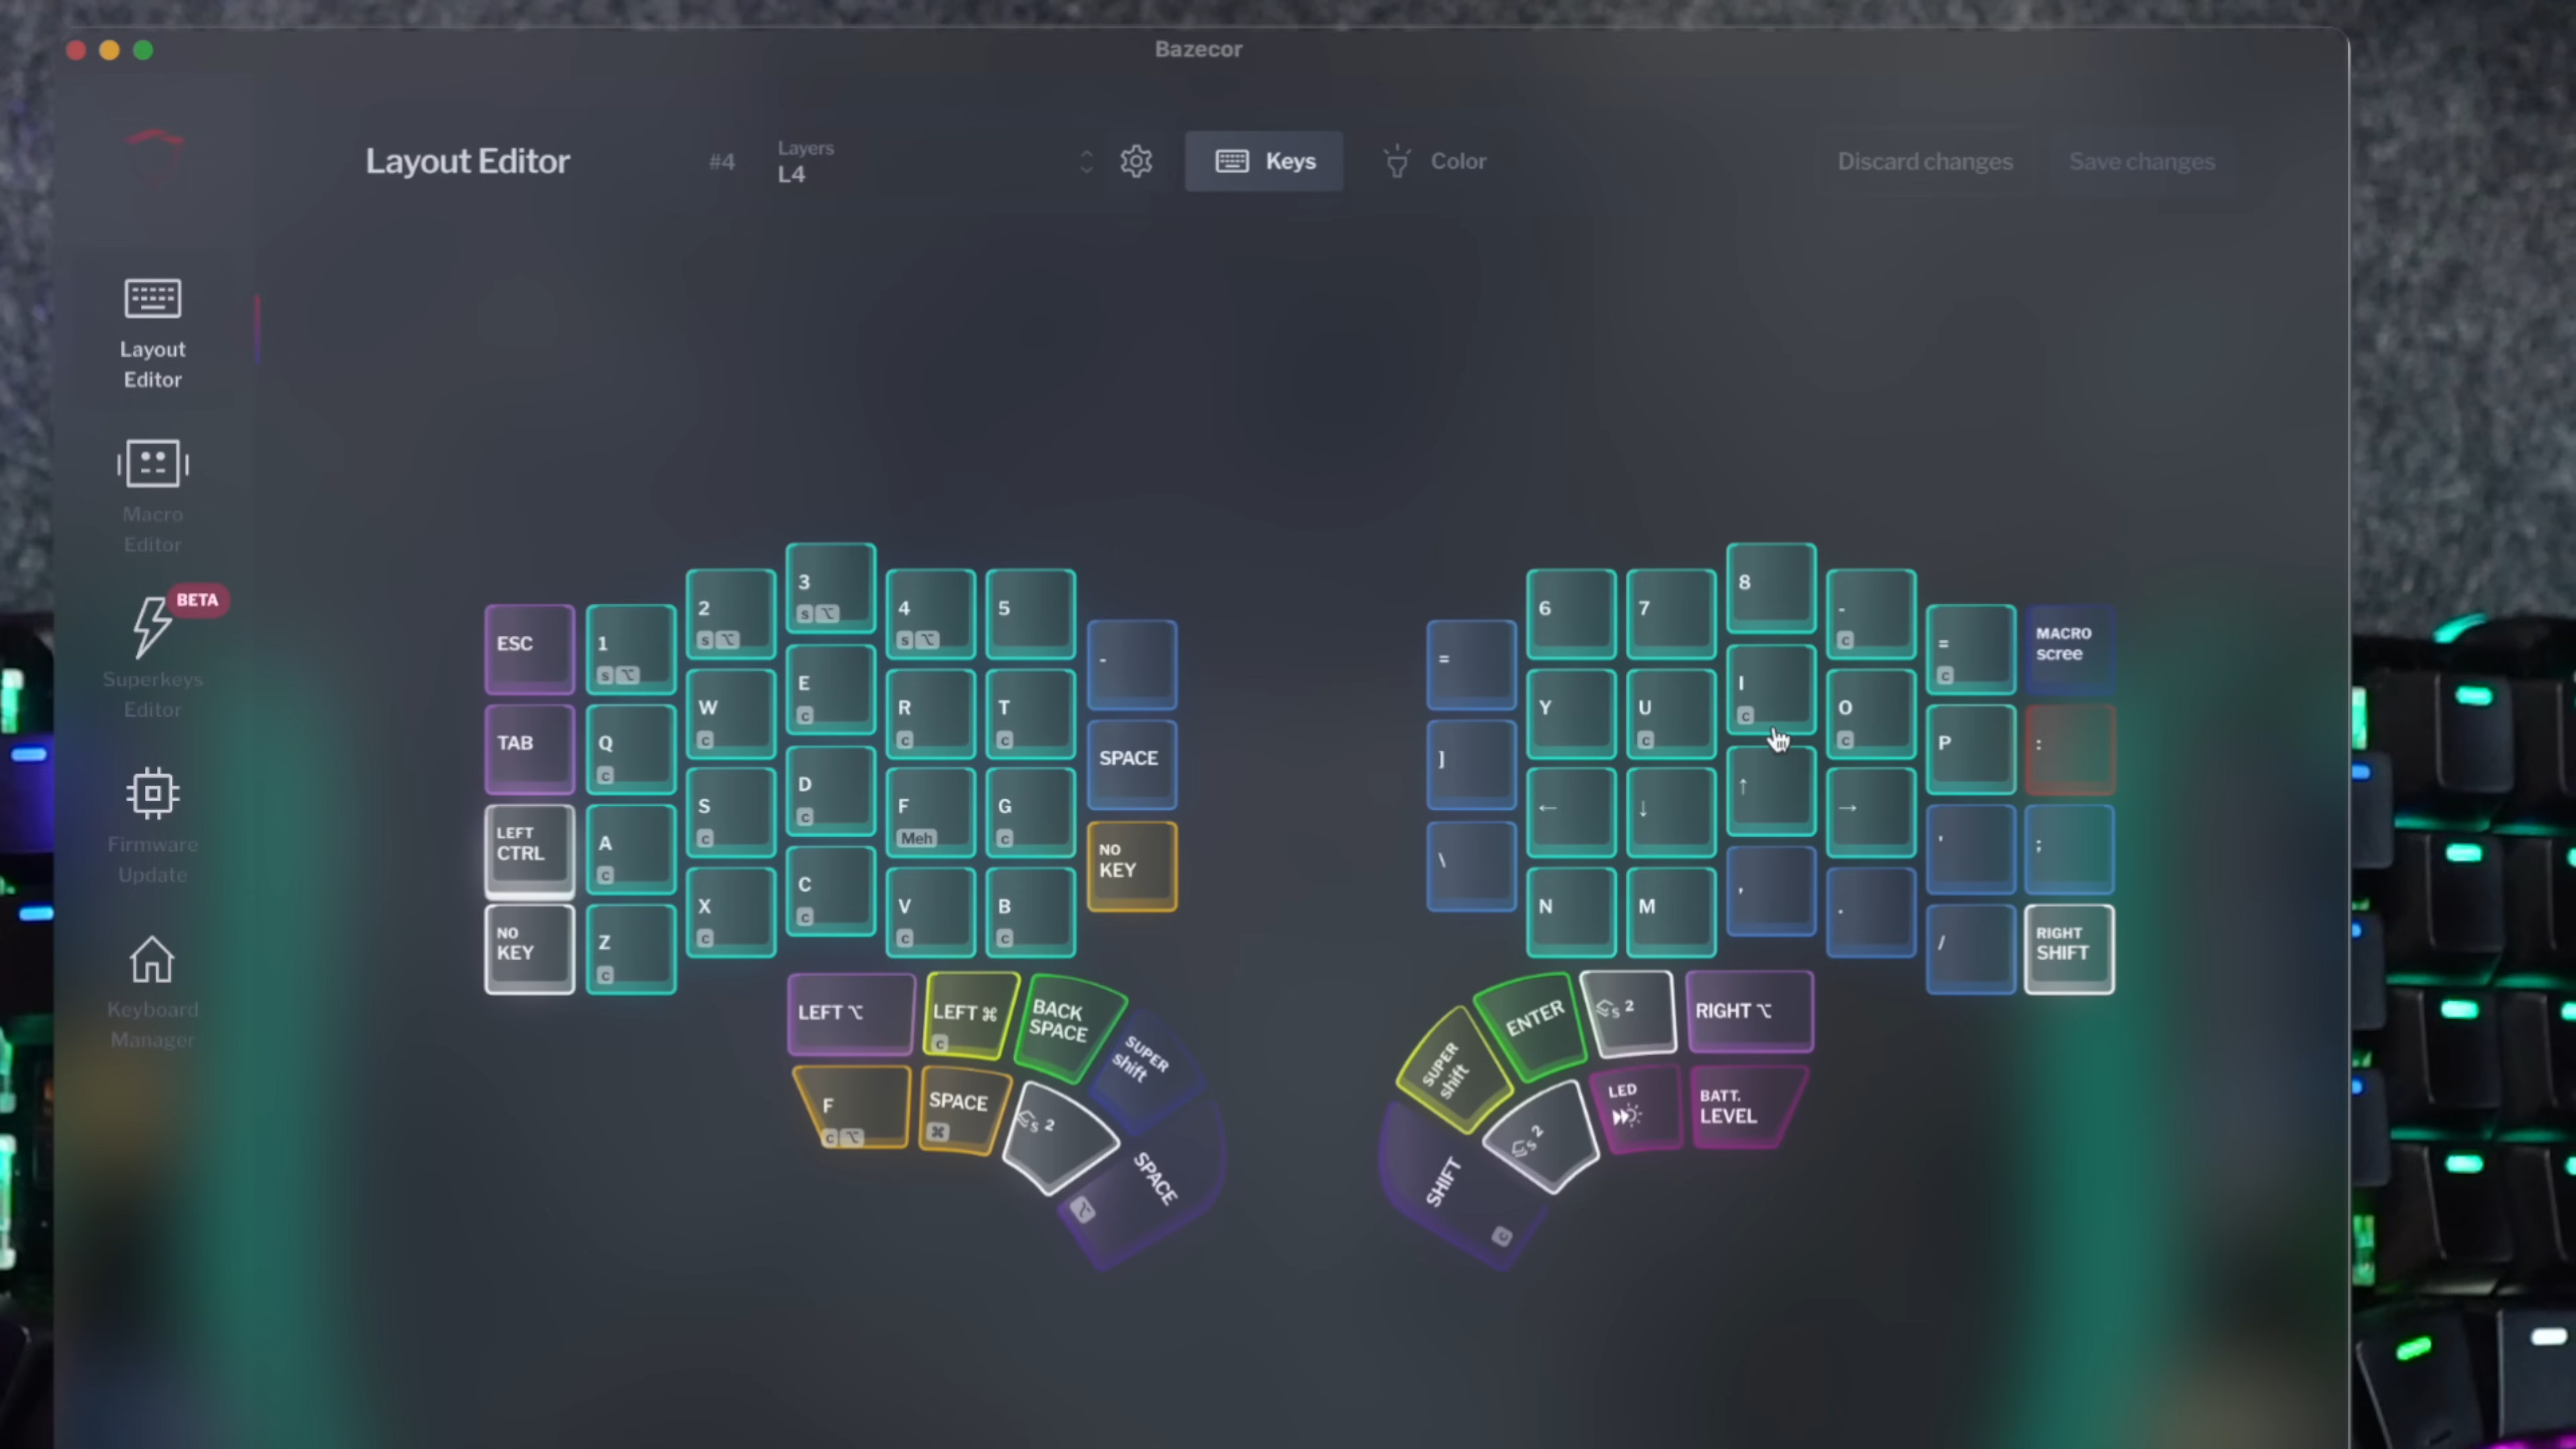 Bazecor
Layout Editor
#4
Layers
L4
Keys
Color
Discard changes
Save changes
Layout
Editor
Macro
Editor
BETA
Superkeys
Editor
Firmware
Update
Keyboard
Manager
ESC
1
s ⌥
2
s ⌥
3
s ⌥
4
s ⌥
5
-
TAB
Q
c
W
c
E
c
R
c
T
c
SPACE
LEFT
CTRL
A
c
S
c
D
c
F
Meh
G
c
NO
KEY
NO
KEY
Z
c
X
c
C
c
V
c
B
c
LEFT ⌥
LEFT ⌘
c
BACK
SPACE
SUPER
shift
F
c ⌥
SPACE
⌘
s 2
SPACE
⌥
=
6
7
8
-
c
=
c
MACRO
scree
]
Y
U
c
I
c
O
c
P
:
\
←
↓
↑
→
'
;
N
M
,
.
/
RIGHT
SHIFT
SUPER
shift
ENTER
s 2
RIGHT ⌥
SHIFT
c
s 2
LED
BATT.
LEVEL